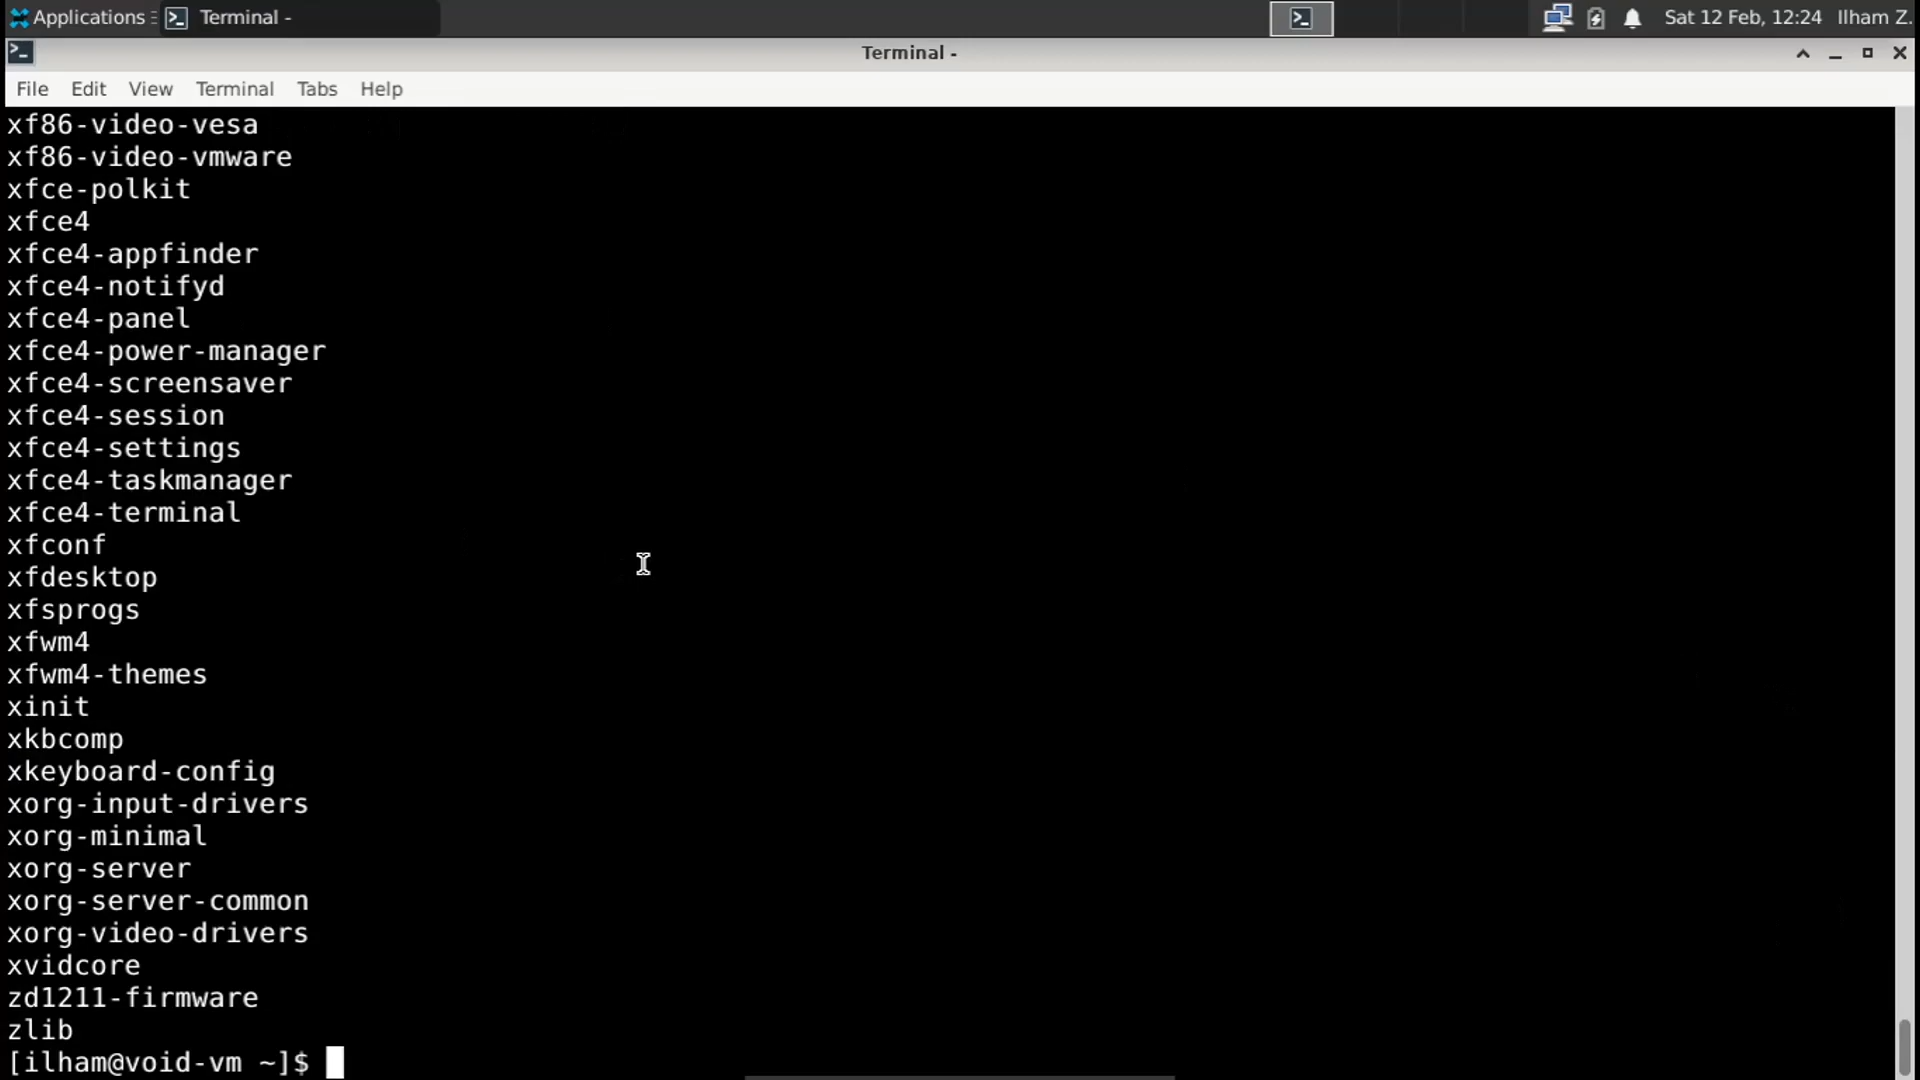 Applications Terminal - Sat 12 Feb, 12:24 Ilham Z.
Terminal -
File Edit View Terminal Tabs Help
xf86-video-vesa
xf86-video-vmware
xfce-polkit
xfce4
xfce4-appfinder
xfce4-notifyd
xfce4-panel
xfce4-power-manager
xfce4-screensaver
xfce4-session
xfce4-settings
xfce4-taskmanager
xfce4-terminal
xfconf
xfdesktop
xfsprogs
xfwm4
xfwm4-themes
xinit
xkbcomp
xkeyboard-config
xorg-input-drivers
xorg-minimal
xorg-server
xorg-server-common
xorg-video-drivers
xvidcore
zd1211-firmware
zlib
[ilham@void-vm ~]$